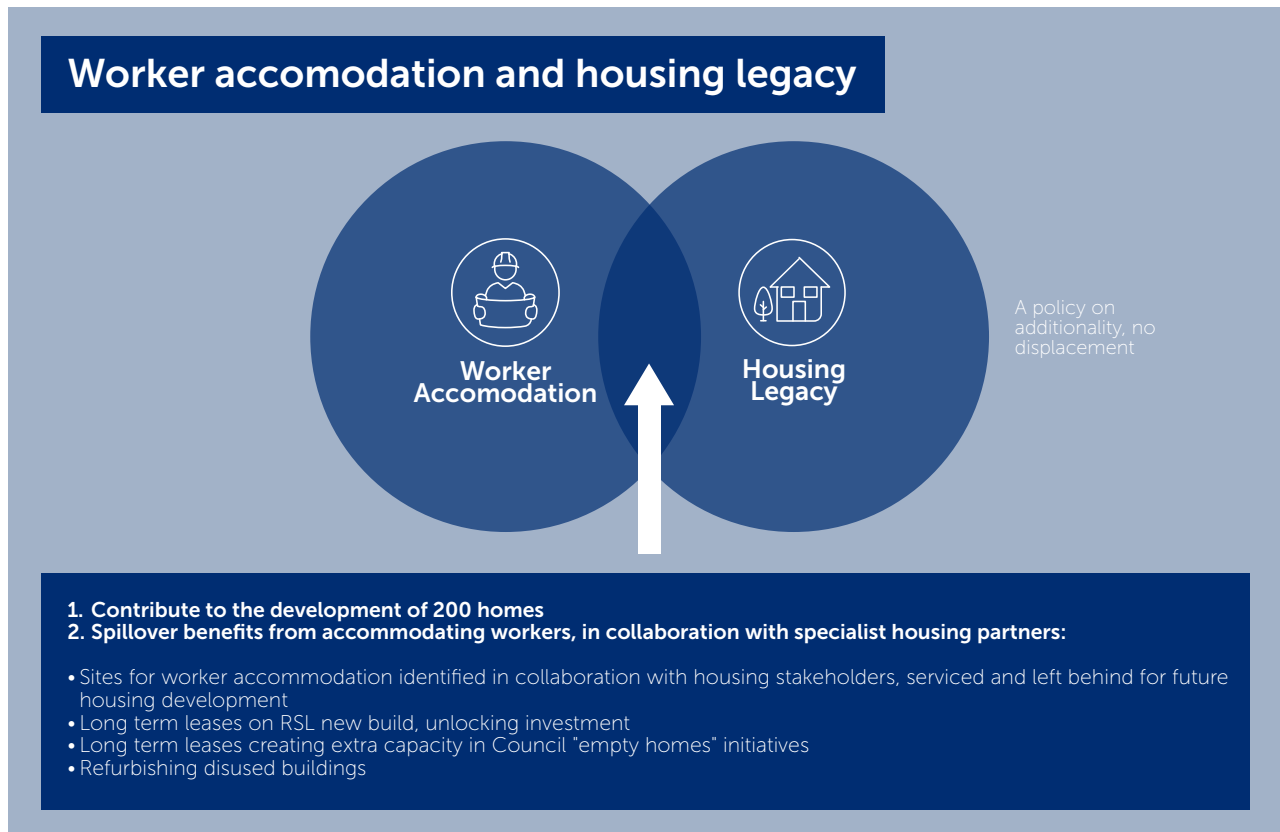 Worker accomodation and housing legacy
Worker
Accomodation
Housing
Legacy
A policy on
additionality, no
displacement
1. Contribute to the development of 200 homes
2. Spillover benefits from accommodating workers, in collaboration with specialist housing partners:
• Sites for worker accommodation identified in collaboration with housing stakeholders, serviced and left behind for future
housing development
• Long term leases on RSL new build, unlocking investment
• Long term leases creating extra capacity in Council "empty homes" initiatives
• Refurbishing disused buildings